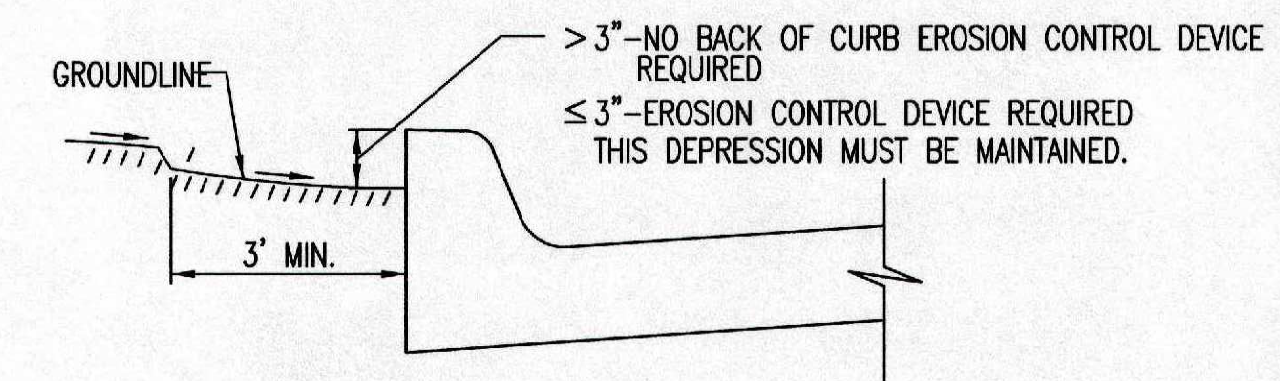 > 3"-NO BACK OF CURB EROSION CONTROL DEVICE
REQUIRED
GROUNDLINE
≤ 3"-EROSION CONTROL DEVICE REQUIRED
THIS DEPRESSION MUST BE MAINTAINED.
3' MIN.